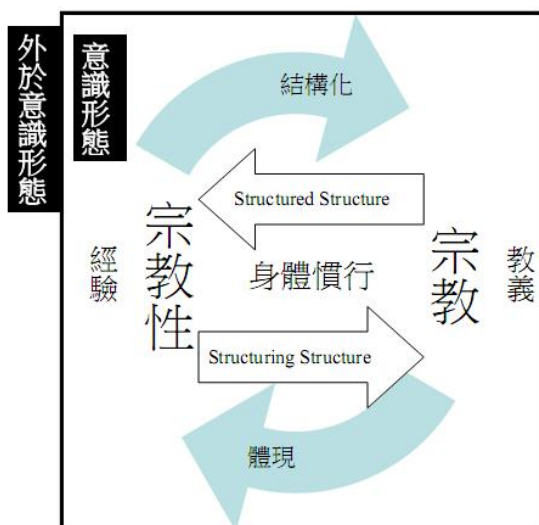 外於意識形態
意識形態
結構化
Structured Structure
經驗
宗教性
身體慣行
宗教
教義
Structuring Structure
體現